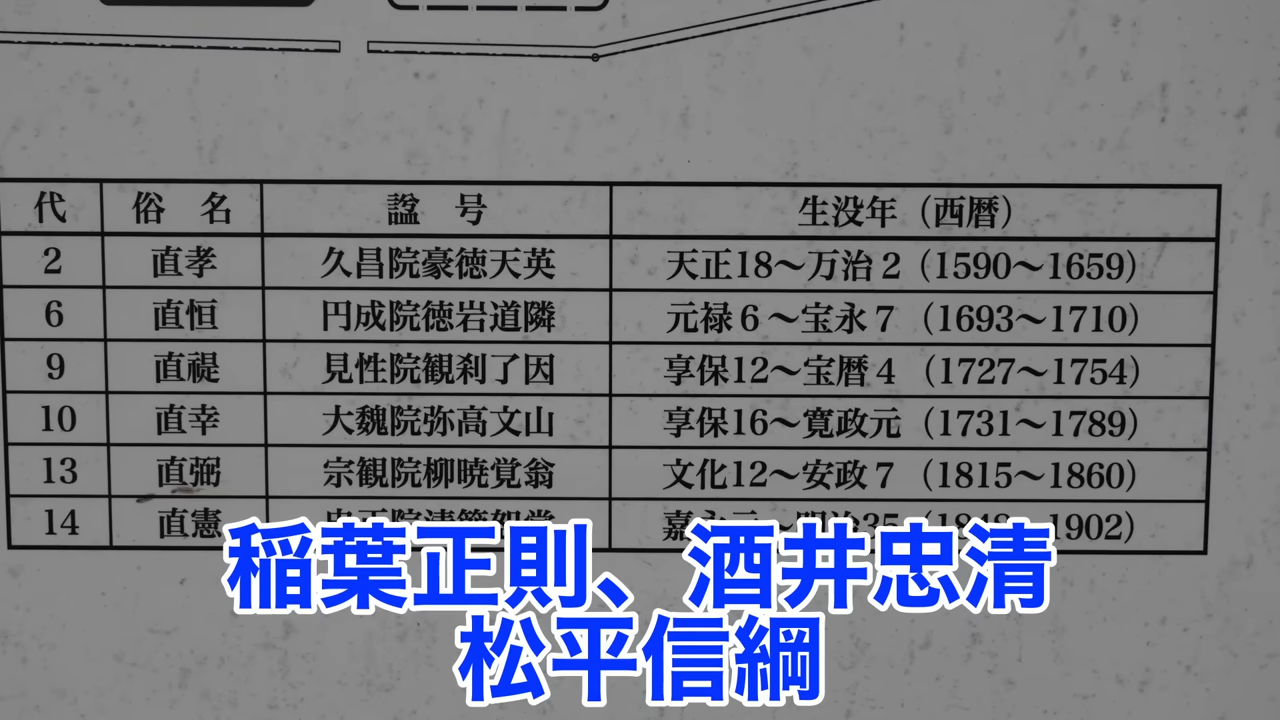 代 俗 名 諡 号 生没年（西暦）
2 直孝 久昌院豪徳天英 天正18〜万治２（1590〜1659）
6 直恒 円成院徳岩道隣 元禄６〜宝永７（1693〜1710）
9 直禔 見性院観刹了因 享保12〜宝暦４（1727〜1754）
10 直幸 大魏院弥高文山 享保16〜寛政元（1731〜1789）
13 直弼 宗観院柳暁覚翁 文化12〜安政７（1815〜1860）
14 直憲 1902）
稲葉正則、酒井忠清
松平信綱